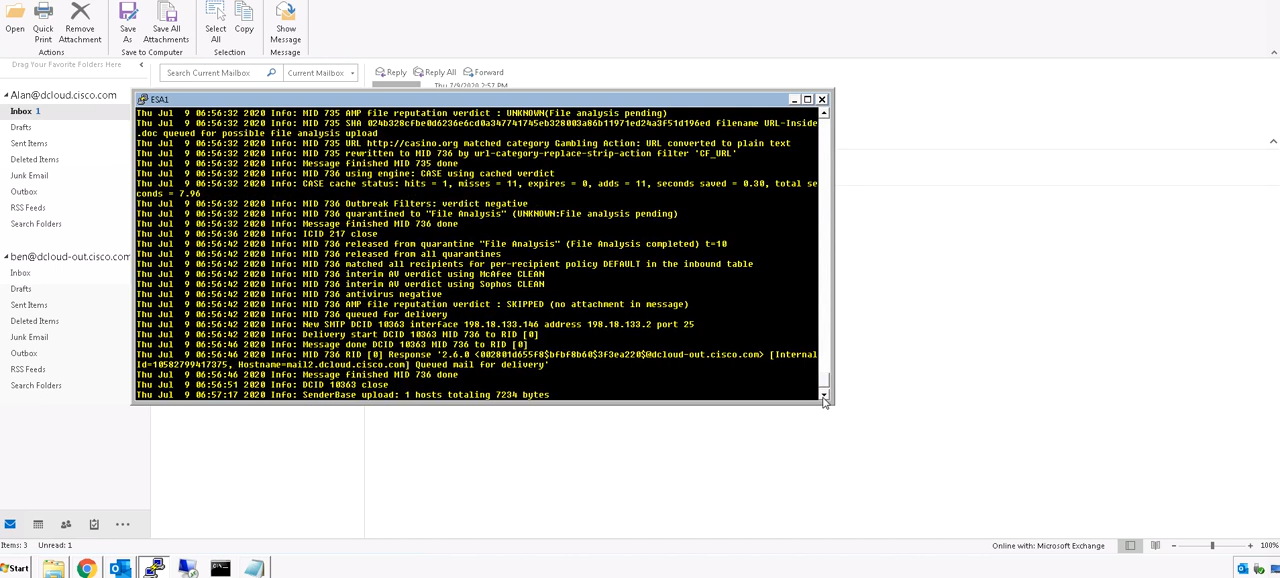 Open
Quick Print
Remove Attachment
Save As
Save All Attachments
Select All
Copy
Show Message
Actions
Save to Computer
Selection
Message
Drag Your Favorite Folders Here
Search Current Mailbox
Current Mailbox
Reply
Reply All
Forward
Thu 7/9/2020 2:57 PM
Alan@dcloud.cisco.com
Inbox 1
Drafts
Sent Items
Deleted Items
Junk Email
Outbox
RSS Feeds
Search Folders
ben@dcloud-out.cisco.com
Inbox
Drafts
Sent Items
Deleted Items
Junk Email
Outbox
RSS Feeds
Search Folders
ESA1
Thu Jul 9 06:56:32 2020 Info: MID 735 AMP file reputation verdict : UNKNOWN(File analysis pending)
Thu Jul 9 06:56:32 2020 Info: MID 735 SHA 024b328cfbe0d6236e6cd0a347741745eb328003a86b11971ed24a3f51d196ed filename URL-Inside
.doc queued for possible file analysis upload
Thu Jul 9 06:56:32 2020 Info: MID 735 URL http://casino.org matched category Gambling Action: URL converted to plain text
Thu Jul 9 06:56:32 2020 Info: MID 735 rewritten to MID 736 by url-category-replace-strip-action filter 'CF_URL'
Thu Jul 9 06:56:32 2020 Info: Message finished MID 735 done
Thu Jul 9 06:56:32 2020 Info: MID 736 using engine: CASE using cached verdict
Thu Jul 9 06:56:32 2020 Info: CASE cache status: hits = 1, misses = 11, expires = 0, adds = 11, seconds saved = 0.30, total se
conds = 7.96
Thu Jul 9 06:56:32 2020 Info: MID 736 Outbreak Filters: verdict negative
Thu Jul 9 06:56:32 2020 Info: MID 736 quarantined to "File Analysis" (UNKNOWN:File analysis pending)
Thu Jul 9 06:56:32 2020 Info: Message finished MID 736 done
Thu Jul 9 06:56:36 2020 Info: ICID 217 close
Thu Jul 9 06:56:42 2020 Info: MID 736 released from quarantine "File Analysis" (File Analysis completed) t=10
Thu Jul 9 06:56:42 2020 Info: MID 736 released from all quarantines
Thu Jul 9 06:56:42 2020 Info: MID 736 matched all recipients for per-recipient policy DEFAULT in the inbound table
Thu Jul 9 06:56:42 2020 Info: MID 736 interim AV verdict using McAfee CLEAN
Thu Jul 9 06:56:42 2020 Info: MID 736 interim AV verdict using Sophos CLEAN
Thu Jul 9 06:56:42 2020 Info: MID 736 antivirus negative
Thu Jul 9 06:56:42 2020 Info: MID 736 AMP file reputation verdict : SKIPPED (no attachment in message)
Thu Jul 9 06:56:42 2020 Info: MID 736 queued for delivery
Thu Jul 9 06:56:42 2020 Info: New SMTP DCID 10363 interface 198.18.133.146 address 198.18.133.2 port 25
Thu Jul 9 06:56:42 2020 Info: Delivery start DCID 10363 MID 736 to RID [0]
Thu Jul 9 06:56:46 2020 Info: Message done DCID 10363 MID 736 to RID [0]
Thu Jul 9 06:56:46 2020 Info: MID 736 RID [0] Response '2.6.0 <002801d655f8$bfbf8b60$3f3ea220$@dcloud-out.cisco.com> [Internal
Id=10582799417375, Hostname=mail2.dcloud.cisco.com] Queued mail for delivery'
Thu Jul 9 06:56:46 2020 Info: Message finished MID 736 done
Thu Jul 9 06:56:51 2020 Info: DCID 10363 close
Thu Jul 9 06:57:17 2020 Info: SenderBase upload: 1 hosts totaling 7234 bytes
Items: 3 Unread: 1
Online with: Microsoft Exchange
100%
Start